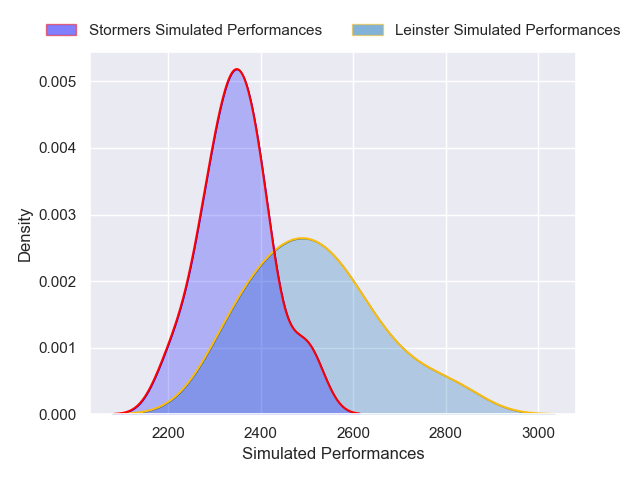 Stormers Simulated Performances Leinster Simulated Performances
0.005
0.004
0.003
0.002
0.001
0.000
Density
2200 2400 2600 2800 3000
Simulated Performances